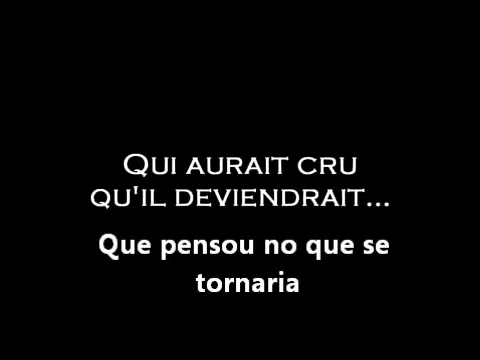 QUI AURAIT CRU
QU'IL DEVIENDRAIT...
Que pensou no que se
tornaria